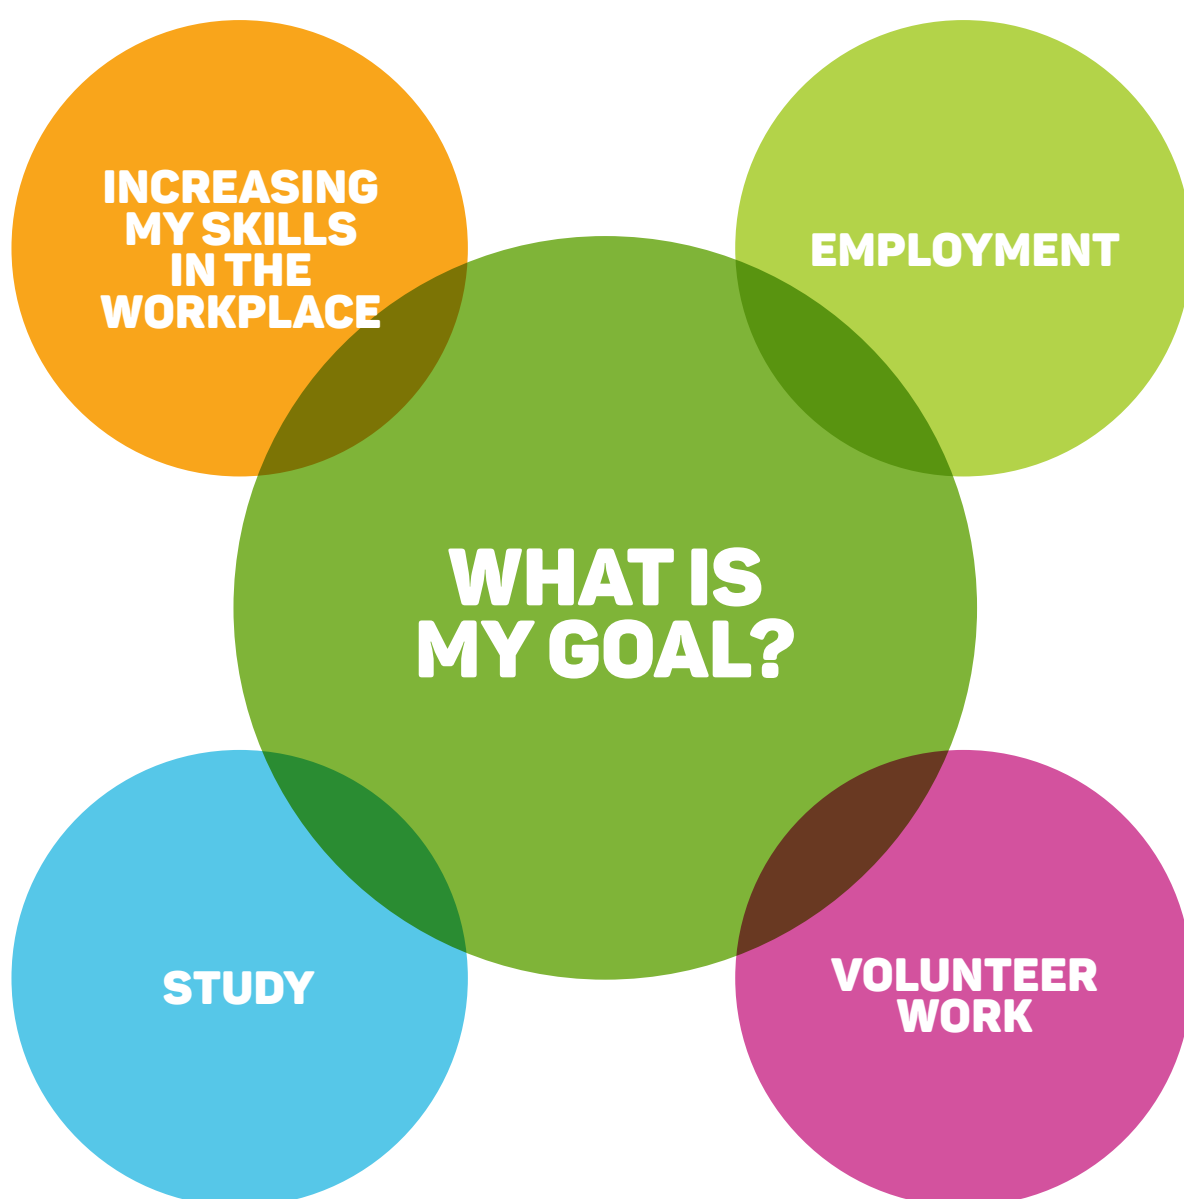 INCREASING
MY SKILLS
IN THE
WORKPLACE
EMPLOYMENT
WHAT IS
MY GOAL?
STUDY
VOLUNTEER
WORK